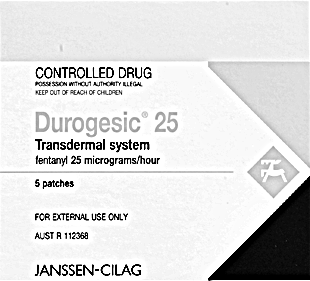 CONTROLLED DRUG
POSSESSION WITHOUT AUTHORITY ILLEGAL
KEEP OUT OF REACH OF CHILDREN
Durogesic® 25
Transdermal system
fentanyl 25 micrograms/hour
5 patches
FOR EXTERNAL USE ONLY
AUST R 112368
JANSSEN-CILAG